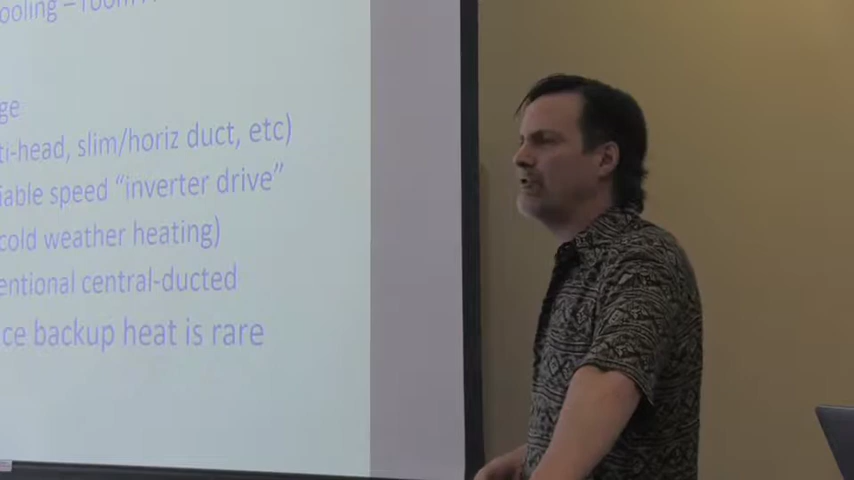 ooling – room
ge
ti-head, slim/horiz duct, etc)
iable speed “inverter drive”
cold weather heating)
entional central-ducted
ce backup heat is rare